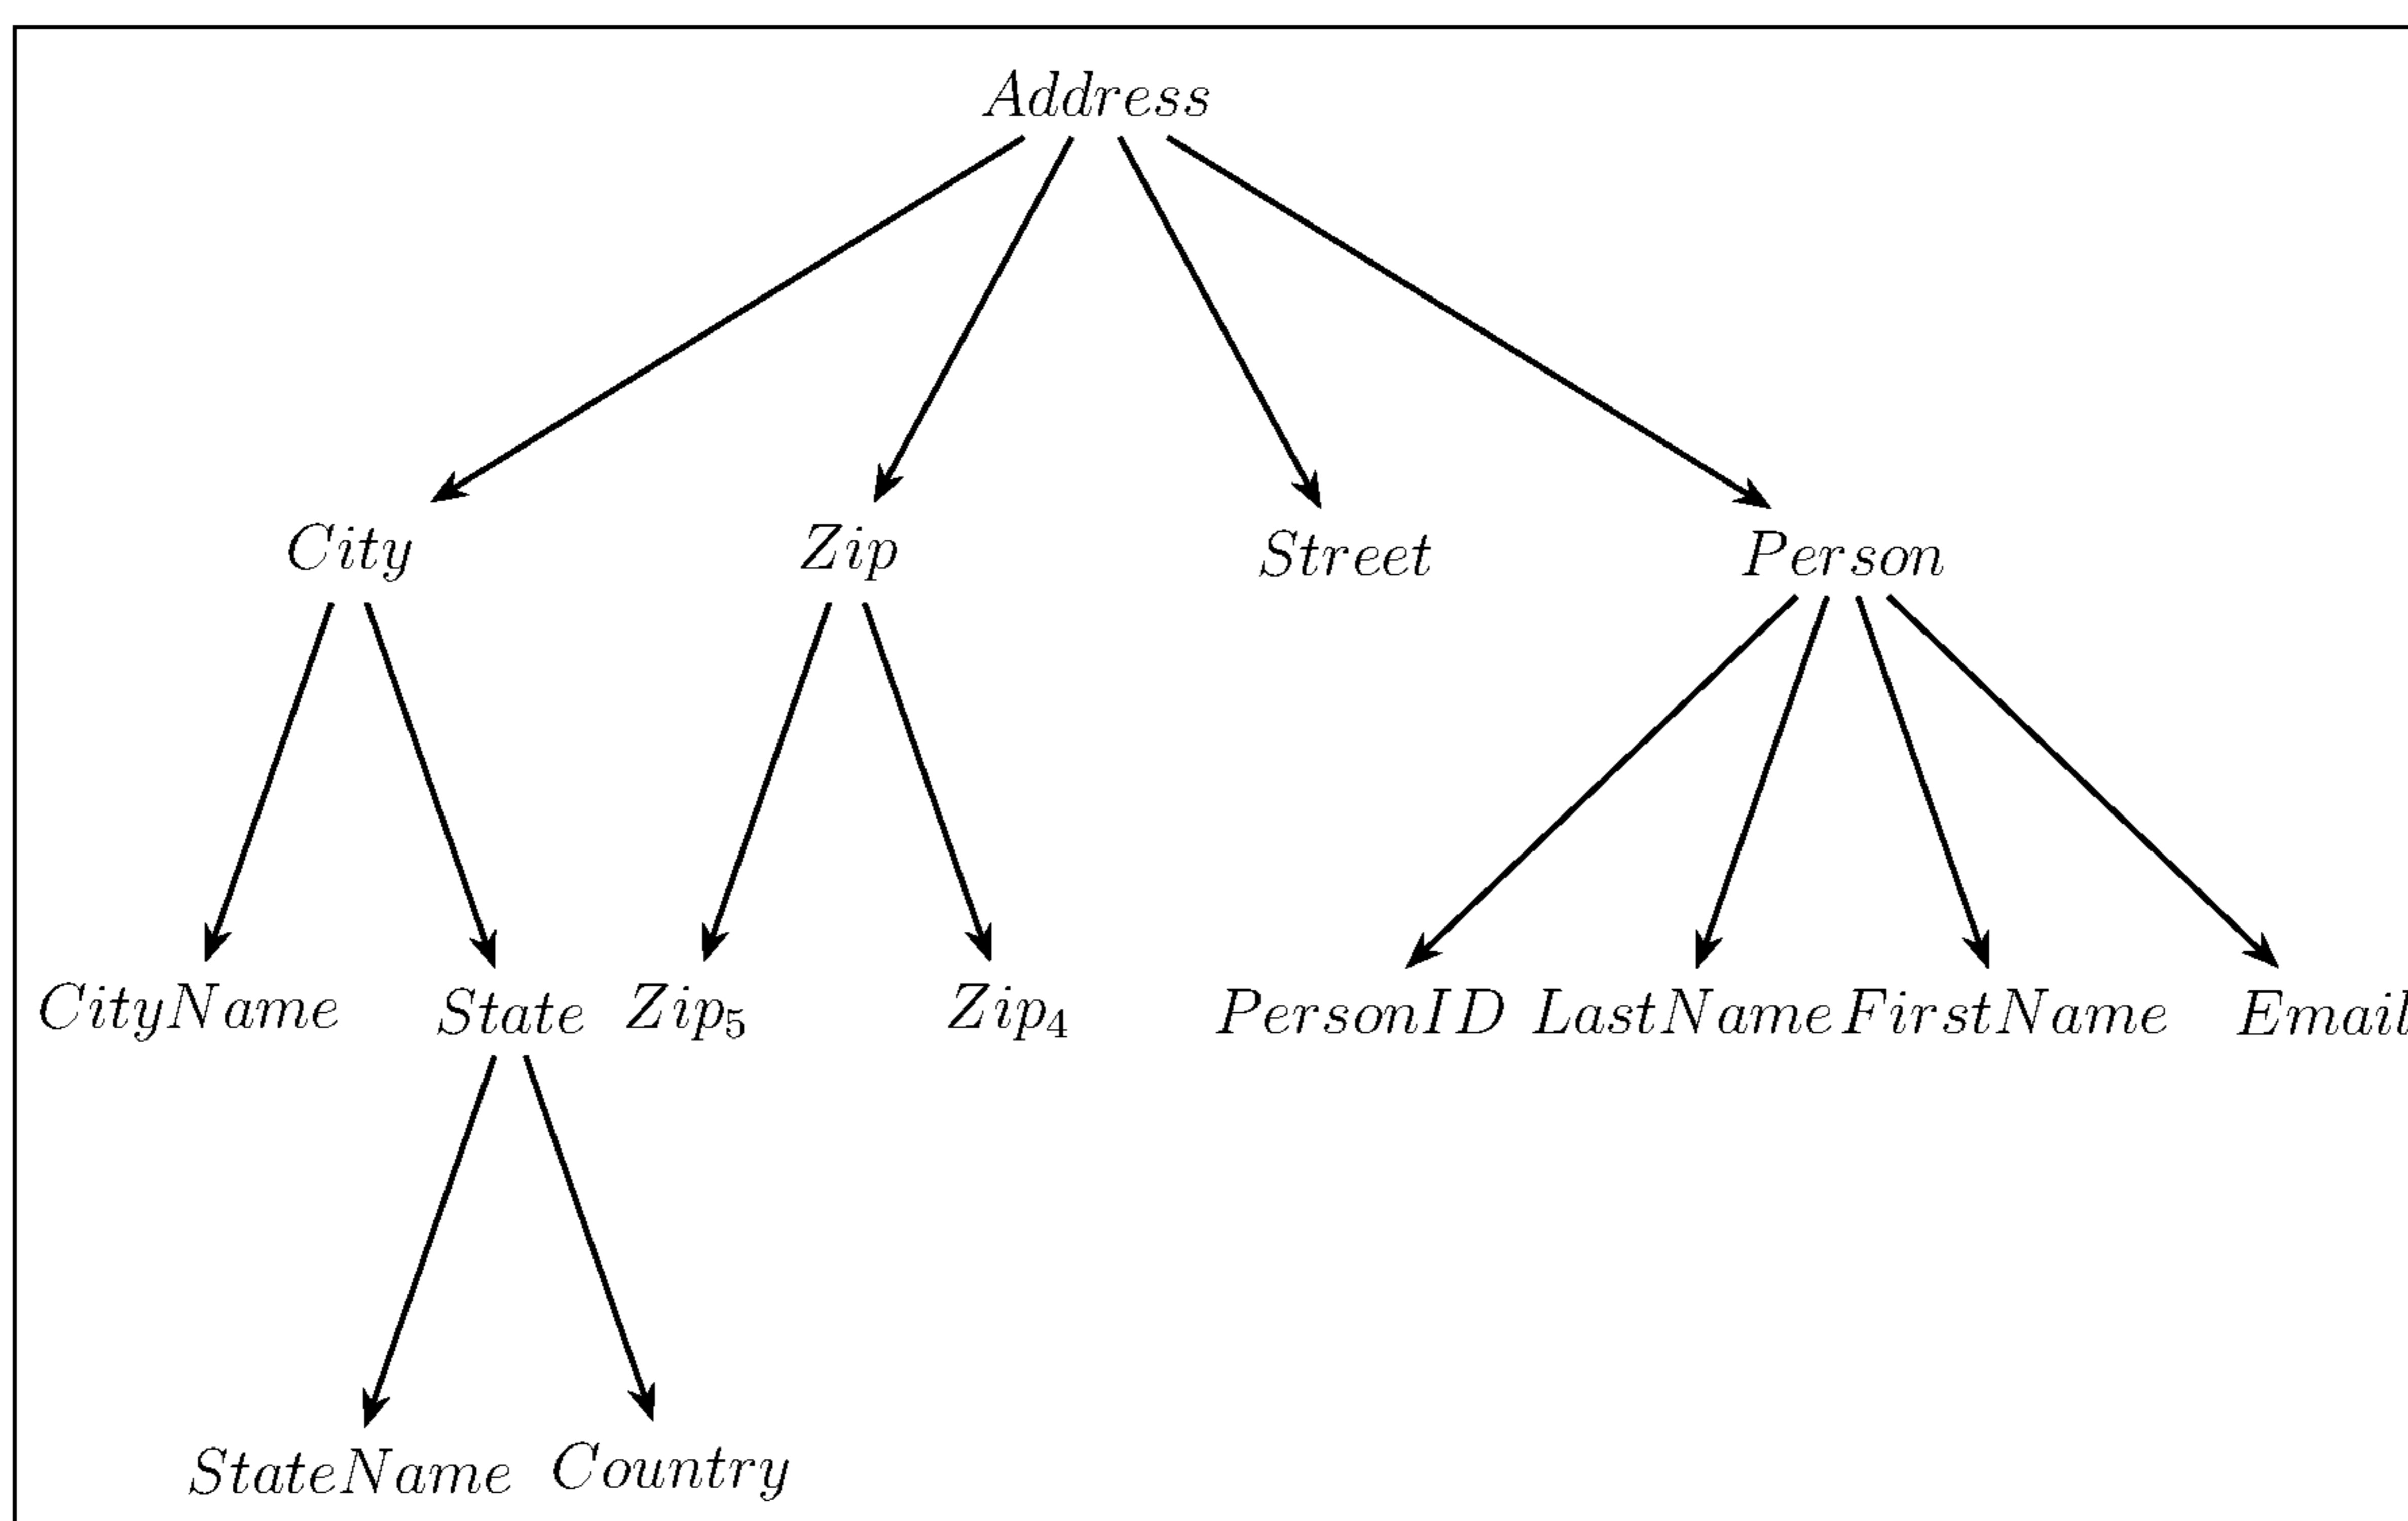 Address
City Zip Street Person
CityName State Zip₅ Zip₄ PersonID LastName FirstName Email
StateName Country